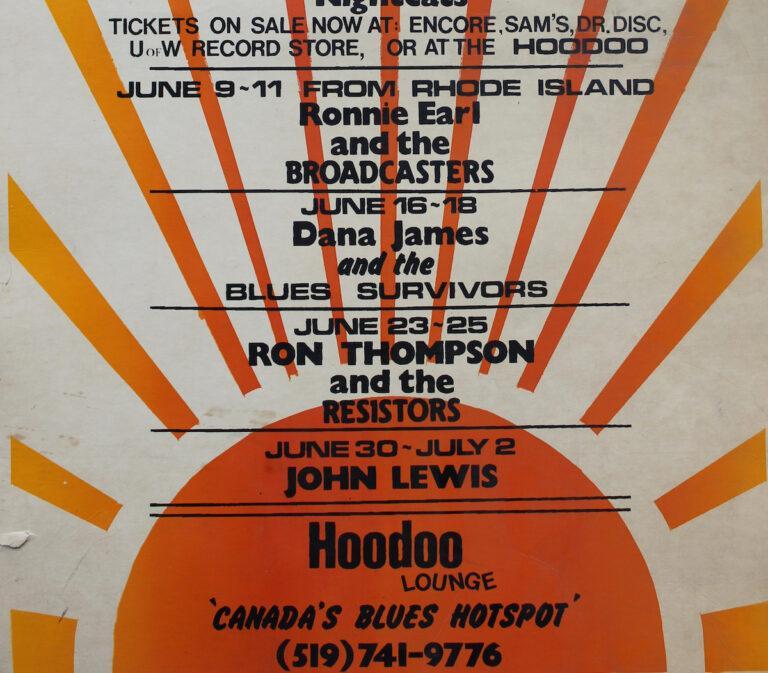 Nightcats
TICKETS ON SALE NOW AT: ENCORE, SAM'S, DR. DISC,
U OF W RECORD STORE, OR AT THE HOODOO
JUNE 9~11 FROM RHODE ISLAND
Ronnie Earl
and the
BROADCASTERS
JUNE 16~18
Dana James
and the
BLUES SURVIVORS
JUNE 23~25
RON THOMPSON
and the
RESISTORS
JUNE 30~JULY 2
JOHN LEWIS
Hoodoo
LOUNGE
'CANADA'S BLUES HOTSPOT'
(519) 741-9776